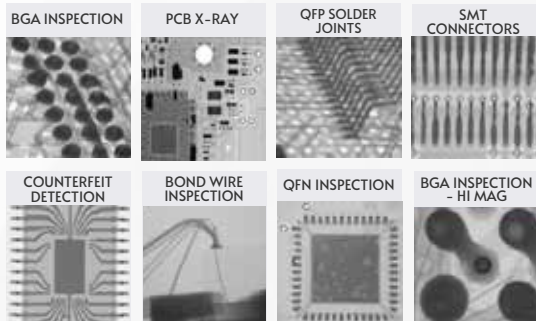 BGA INSPECTION
PCB X-RAY
QFP SOLDER
JOINTS
SMT
CONNECTORS
COUNTERFEIT
DETECTION
BOND WIRE
INSPECTION
QFN INSPECTION
BGA INSPECTION
- HI MAG